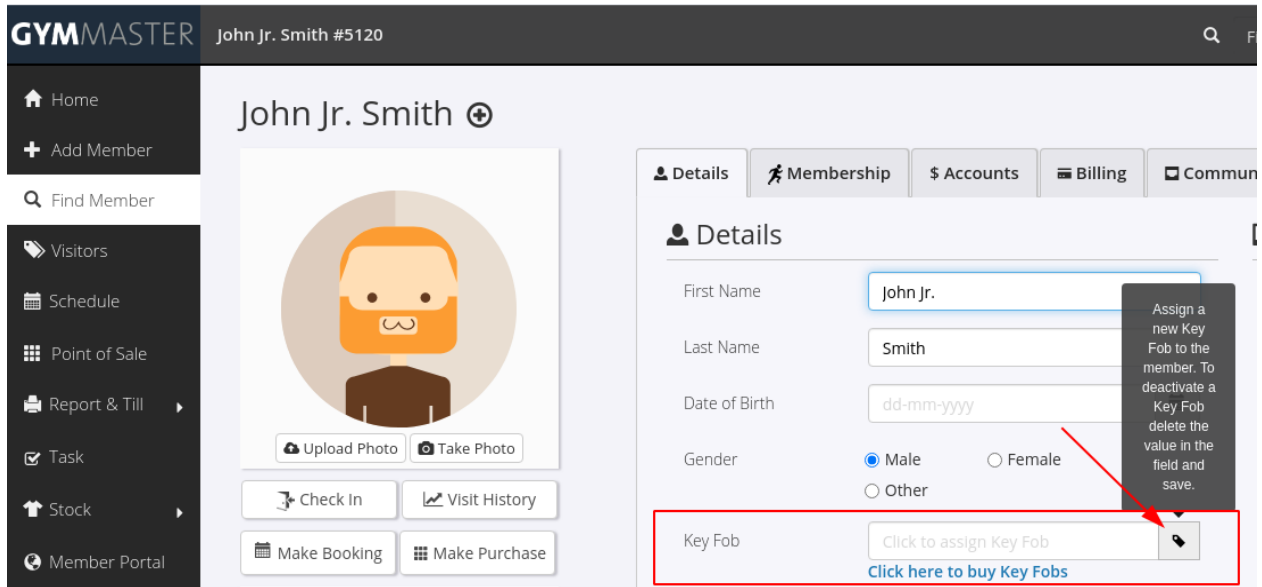 GYMMASTER
John Jr. Smith #5120
Home
Add Member
Find Member
Visitors
Schedule
Point of Sale
Report & Till
Task
Stock
Member Portal
John Jr. Smith
Upload Photo
Take Photo
Check In
Visit History
Make Booking
Make Purchase
Details
Membership
$ Accounts
Billing
Commun
Details
First Name
John Jr.
Last Name
Smith
Date of Birth
dd-mm-yyyy
Gender
Male
Female
Other
Key Fob
Click to assign Key Fob
Click here to buy Key Fobs
Assign a
new Key
Fob to the
member. To
deactivate a
Key Fob
delete the
value in the
field and
save.